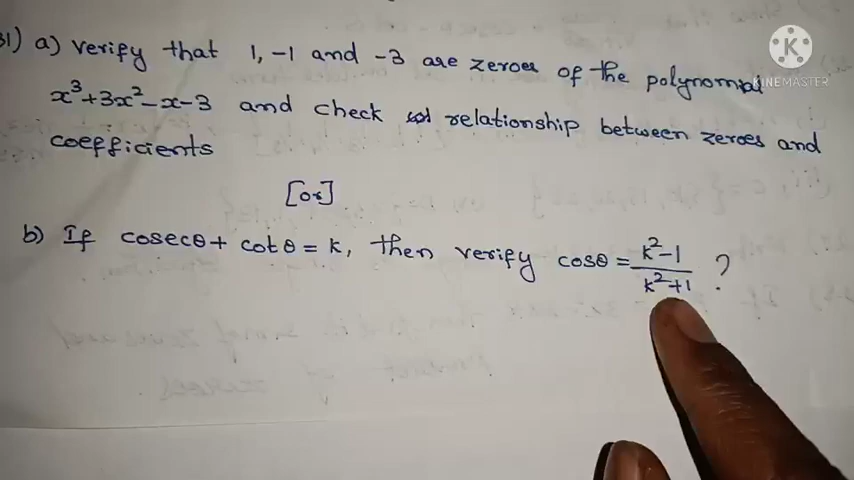 31) a) verify that 1, -1 and -3 are zeroes of the polynomial
x³+3x²-x-3 and check relationship between zeroes and
coefficients
[or]
b) If cosecθ + cotθ = k, then verify cosθ = k²-1/k²+1 ?
K
KINEMASTER